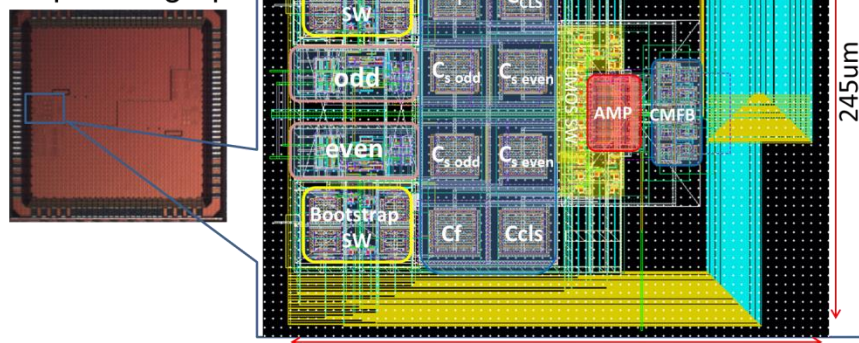 SW
CCLS
odd
Cs odd
Cs even
CMOS SW
AMP
CMFB
245um
even
Cs odd
Cs even
Bootstrap
SW
Cf
Ccls